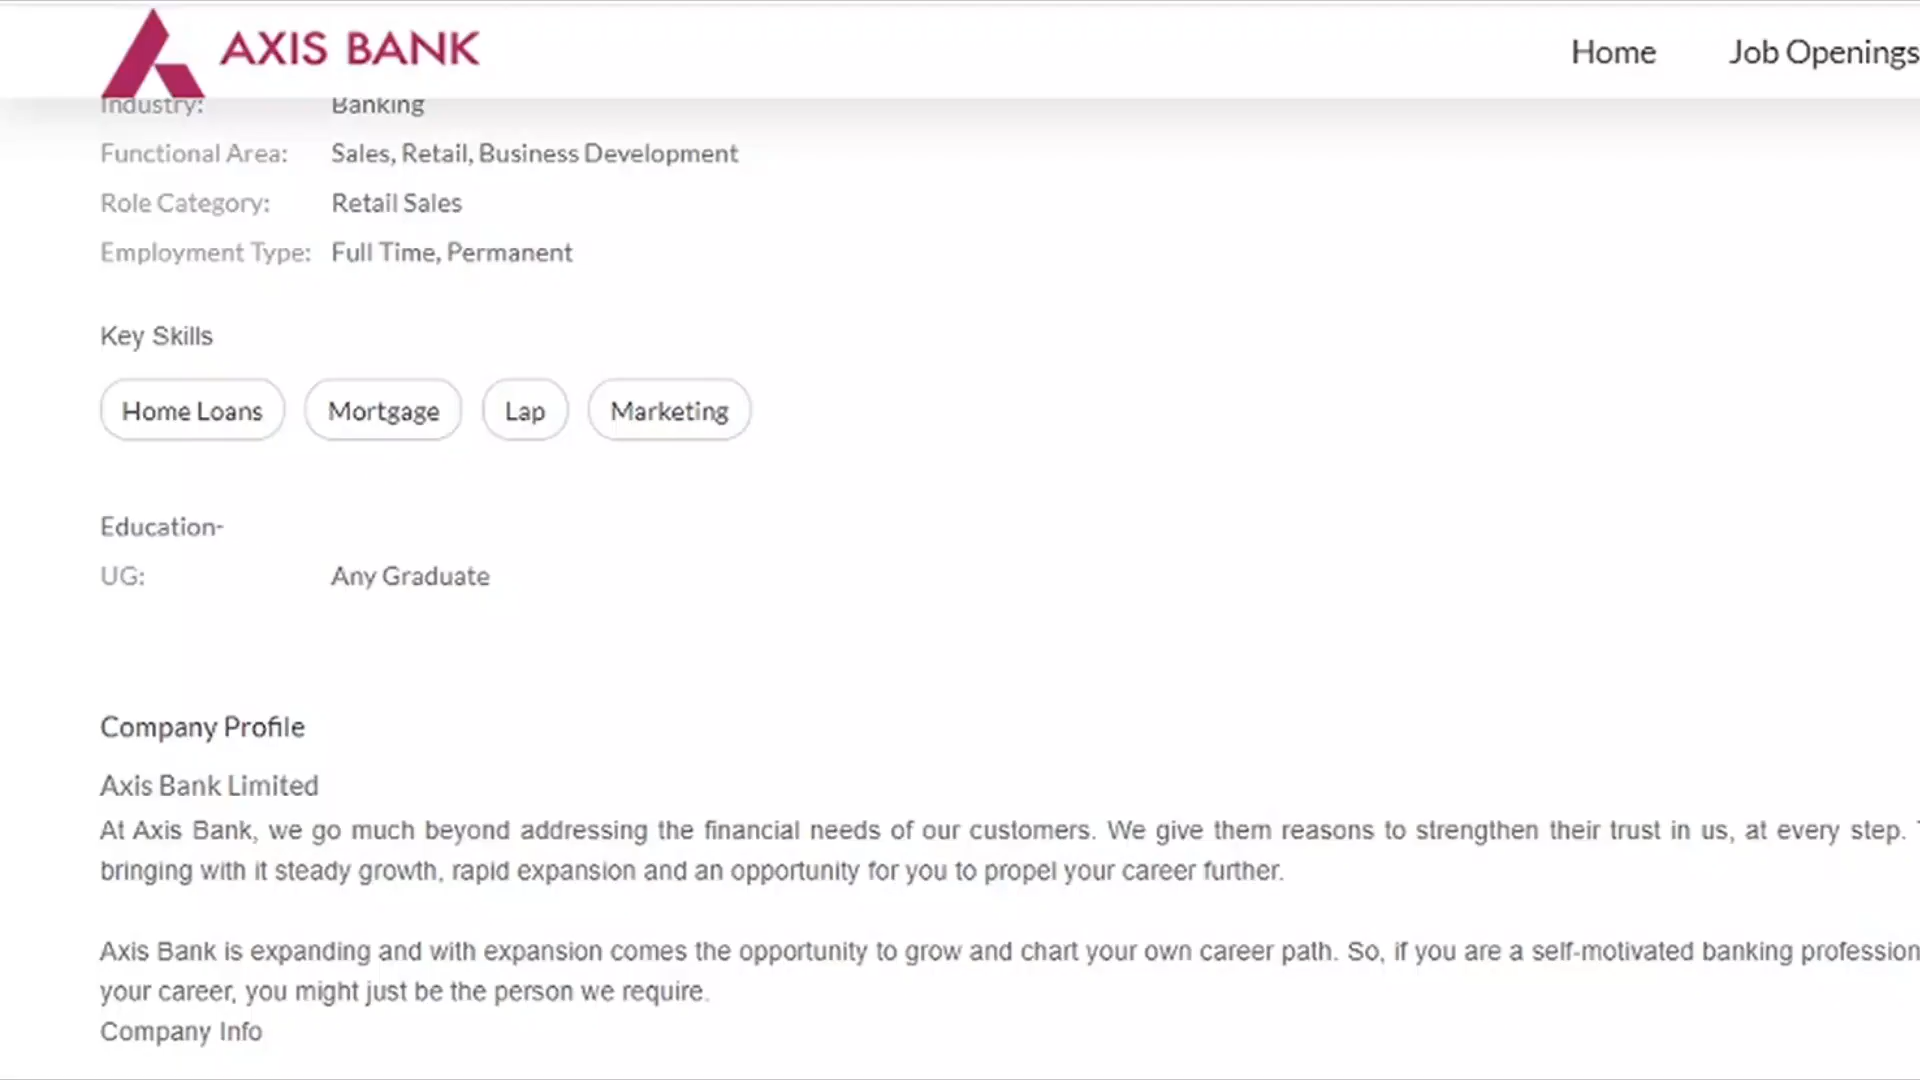 AXIS BANK
Home Job Openings
Industry: Banking
Functional Area: Sales, Retail, Business Development
Role Category: Retail Sales
Employment Type: Full Time, Permanent
Key Skills
Home Loans Mortgage Lap Marketing
Education-
UG: Any Graduate
Company Profile
Axis Bank Limited
At Axis Bank, we go much beyond addressing the financial needs of our customers. We give them reasons to strengthen their trust in us, at every step.
bringing with it steady growth, rapid expansion and an opportunity for you to propel your career further.
Axis Bank is expanding and with expansion comes the opportunity to grow and chart your own career path. So, if you are a self-motivated banking profession
your career, you might just be the person we require.
Company Info